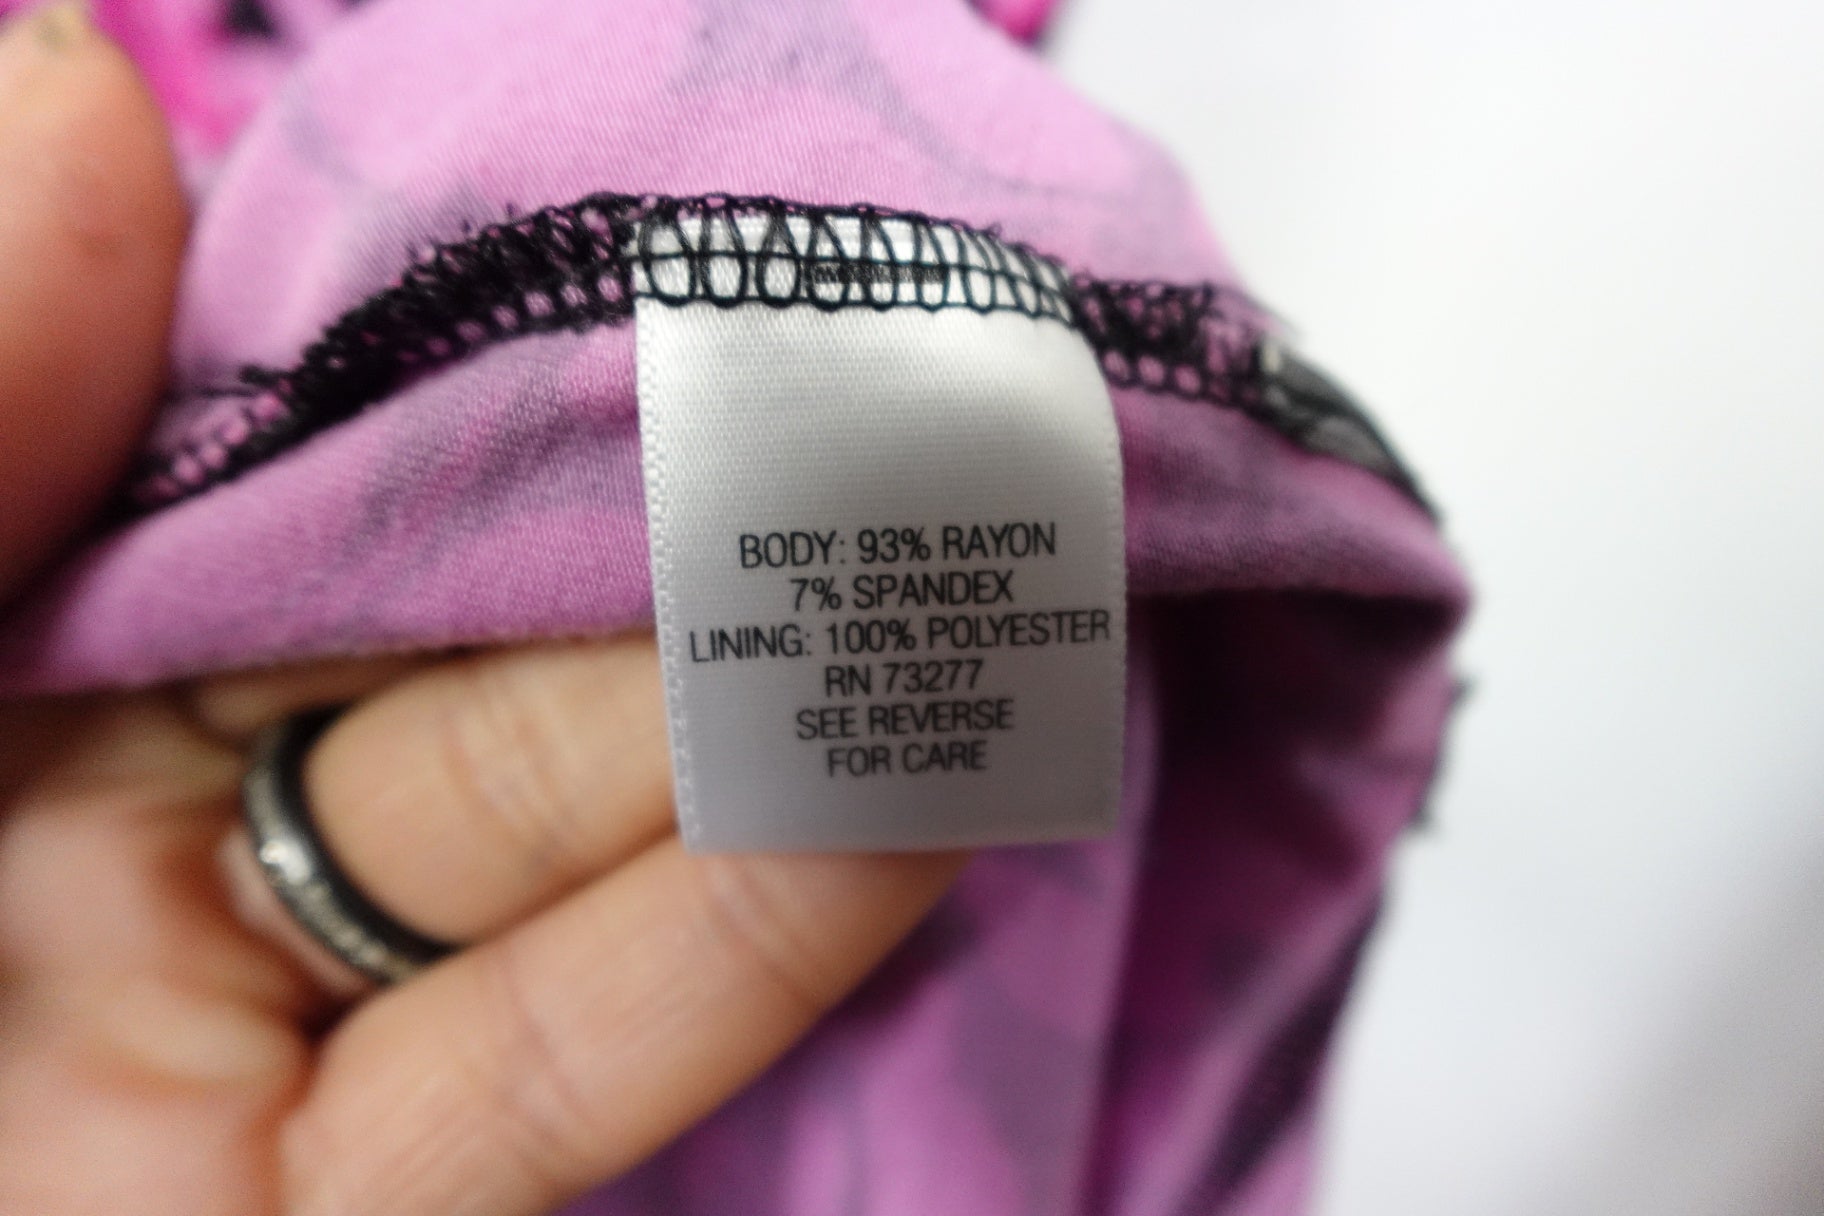 BODY: 93% RAYON
7% SPANDEX
LINING: 100% POLYESTER
RN 73277
SEE REVERSE
FOR CARE